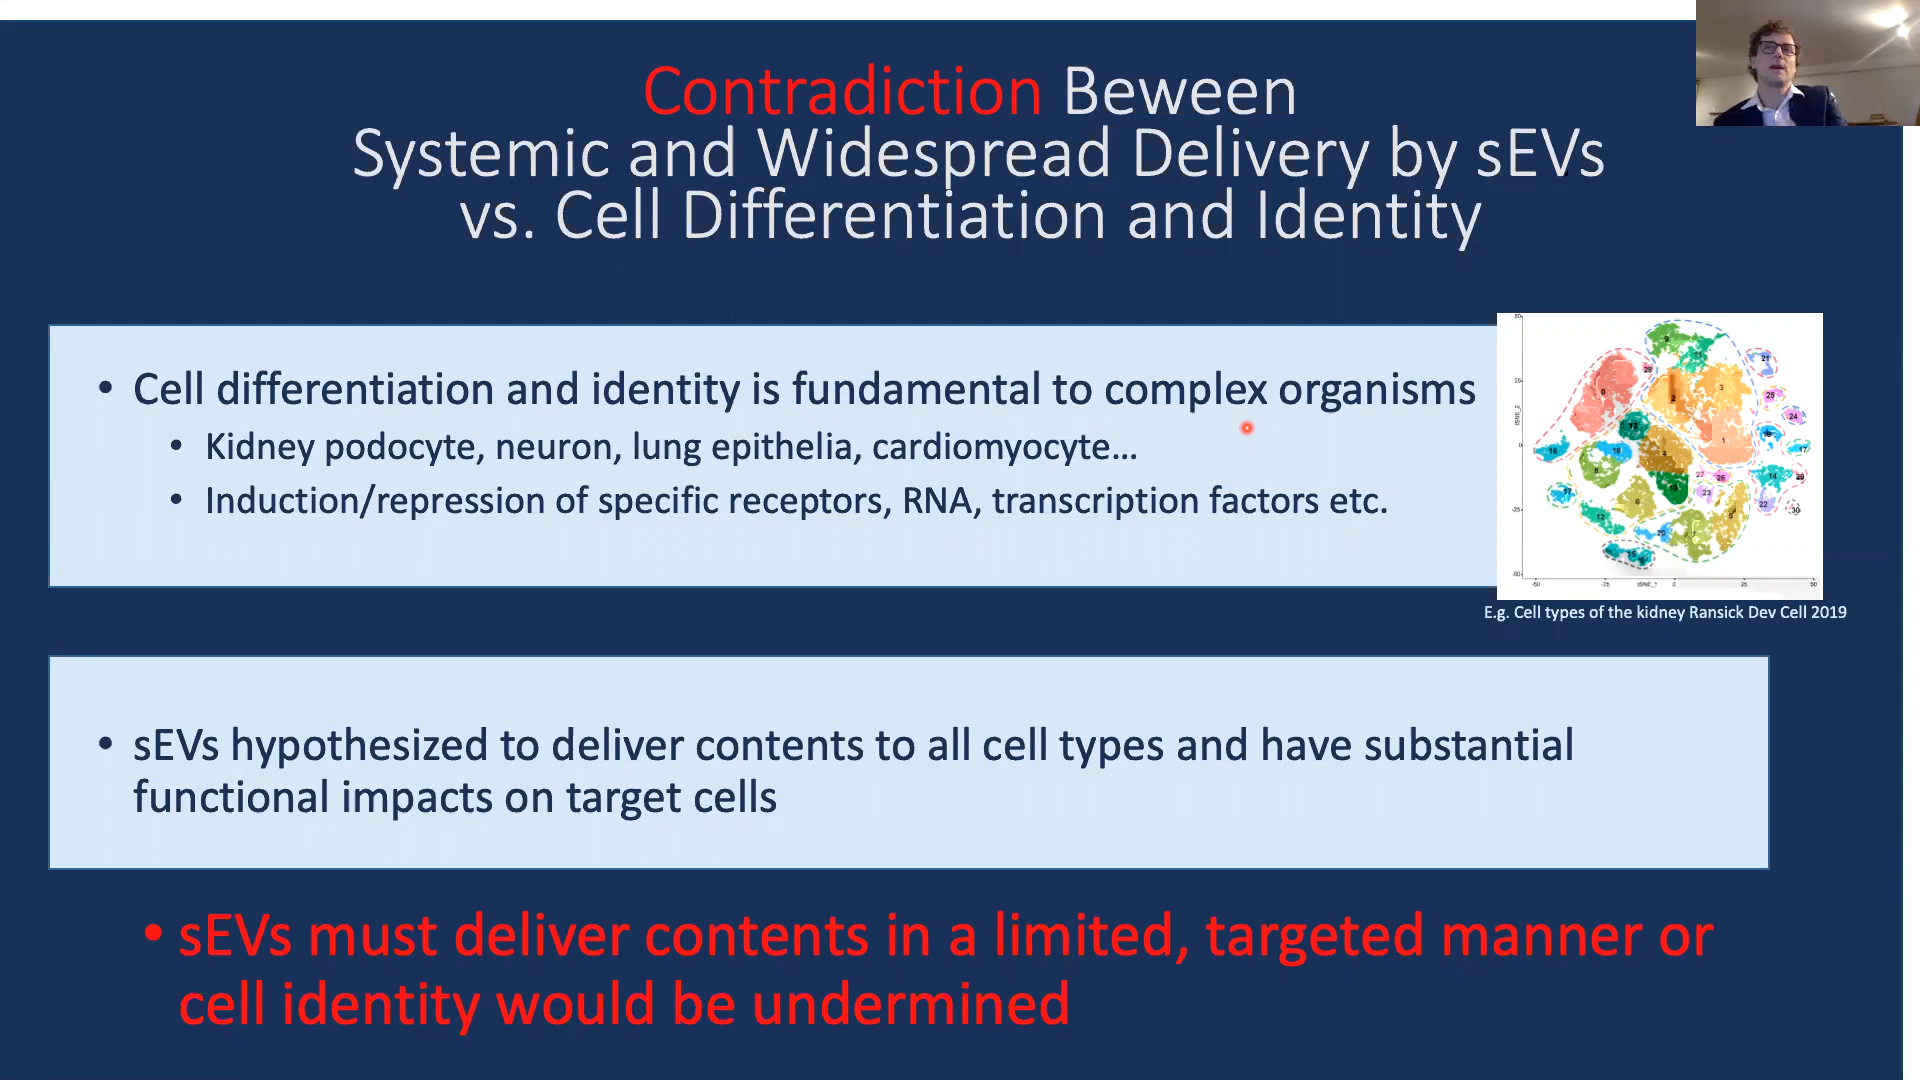 Contradiction Beween
Systemic and Widespread Delivery by sEVs
vs. Cell Differentiation and Identity
• Cell differentiation and identity is fundamental to complex organisms
• Kidney podocyte, neuron, lung epithelia, cardiomyocyte…
• Induction/repression of specific receptors, RNA, transcription factors etc.
E.g. Cell types of the kidney Ransick Dev Cell 2019
• sEVs hypothesized to deliver contents to all cell types and have substantial
functional impacts on target cells
• sEVs must deliver contents in a limited, targeted manner or
cell identity would be undermined